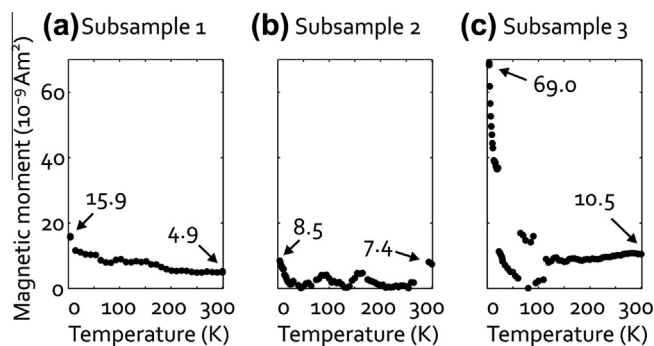 (a) Subsample 1
(b) Subsample 2
(c) Subsample 3
Magnetic moment (10⁻⁹ Am²)
60
40
20
0
15.9
4.9
8.5
7.4
69.0
10.5
0 100 200 300
0 100 200 300
0 100 200 300
Temperature (K)
Temperature (K)
Temperature (K)